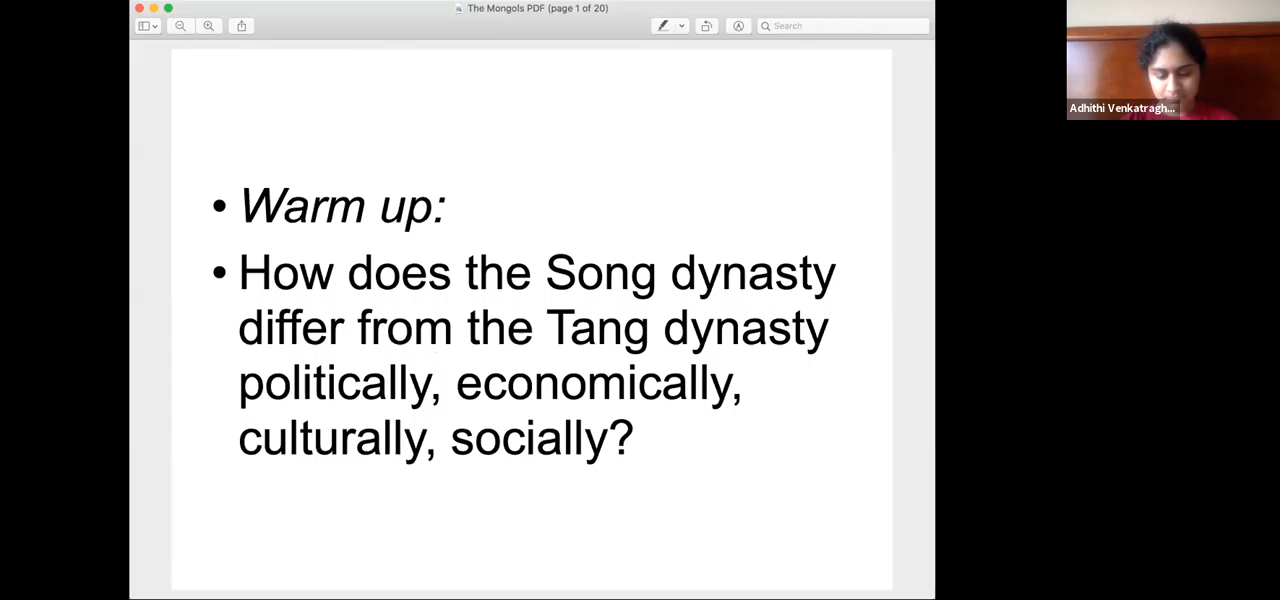 The Mongols PDF (page 1 of 20)
Search
Adhithi Venkatragh...
• Warm up:
• How does the Song dynasty
differ from the Tang dynasty
politically, economically,
culturally, socially?